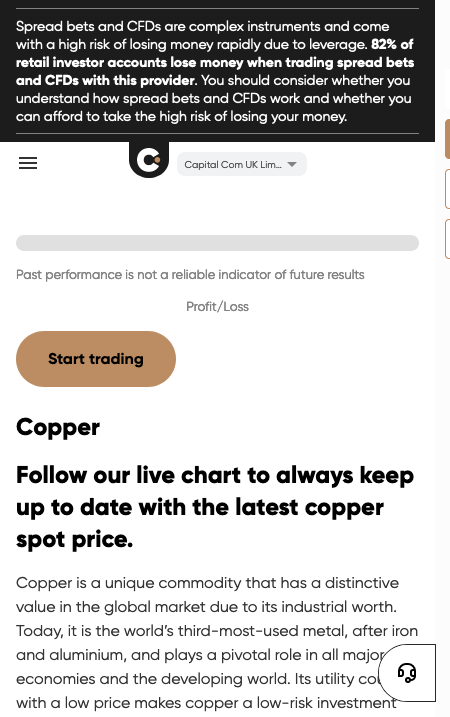 Spread bets and CFDs are complex instruments and come
with a high risk of losing money rapidly due to leverage. 82% of
retail investor accounts lose money when trading spread bets
and CFDs with this provider. You should consider whether you
understand how spread bets and CFDs work and whether you
can afford to take the high risk of losing your money.
Capital Com UK Lim...
Past performance is not a reliable indicator of future results
Profit/Loss
Start trading
Copper
Follow our live chart to always keep
up to date with the latest copper
spot price.
Copper is a unique commodity that has a distinctive
value in the global market due to its industrial worth.
Today, it is the world's third-most-used metal, after iron
and aluminium, and plays a pivotal role in all major
economies and the developing world. Its utility
with a low price makes copper a low-risk investment